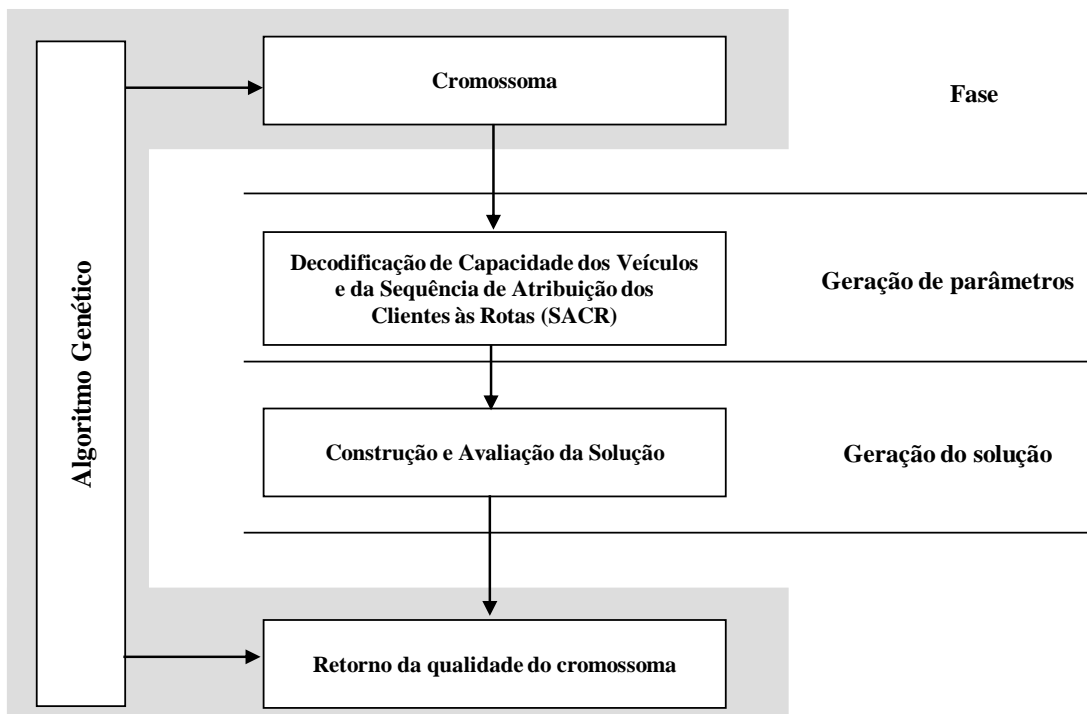 Cromossoma
Fase
Decodificação de Capacidade dos Veículos
e da Sequência de Atribuição dos
Clientes às Rotas (SACR)
Geração de parâmetros
Algoritmo Genético
Construção e Avaliação da Solução
Geração do solução
Retorno da qualidade do cromossoma